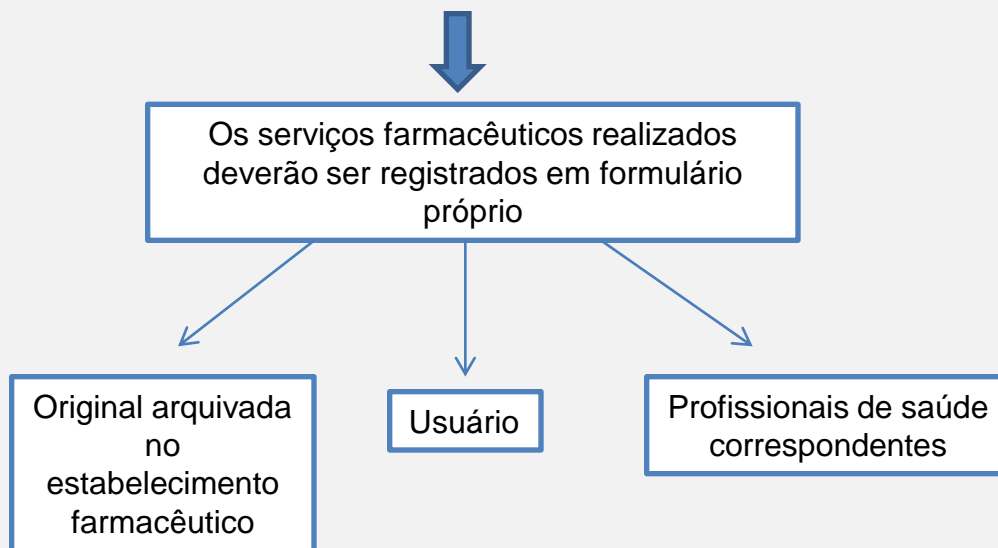 Os serviços farmacêuticos realizados
deverão ser registrados em formulário
próprio
Original arquivada
no
estabelecimento
farmacêutico
Usuário
Profissionais de saúde
correspondentes